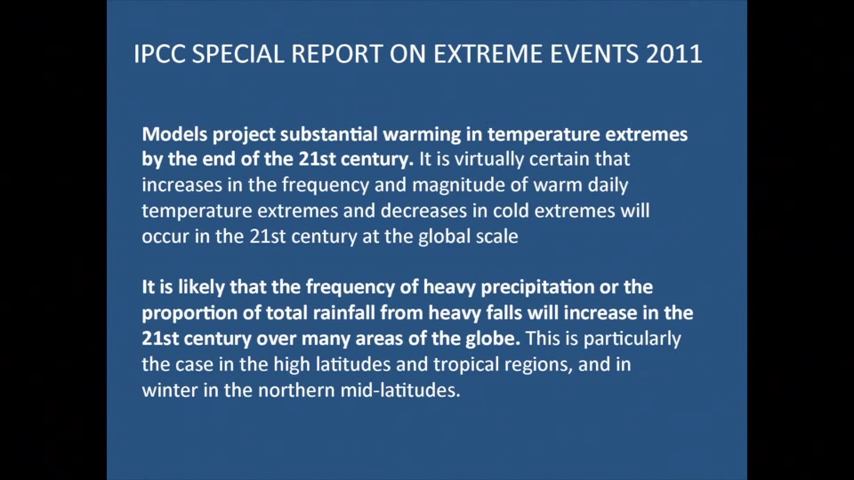 IPCC SPECIAL REPORT ON EXTREME EVENTS 2011
Models project substantial warming in temperature extremes
by the end of the 21st century. It is virtually certain that
increases in the frequency and magnitude of warm daily
temperature extremes and decreases in cold extremes will
occur in the 21st century at the global scale
It is likely that the frequency of heavy precipitation or the
proportion of total rainfall from heavy falls will increase in the
21st century over many areas of the globe. This is particularly
the case in the high latitudes and tropical regions, and in
winter in the northern mid-latitudes.